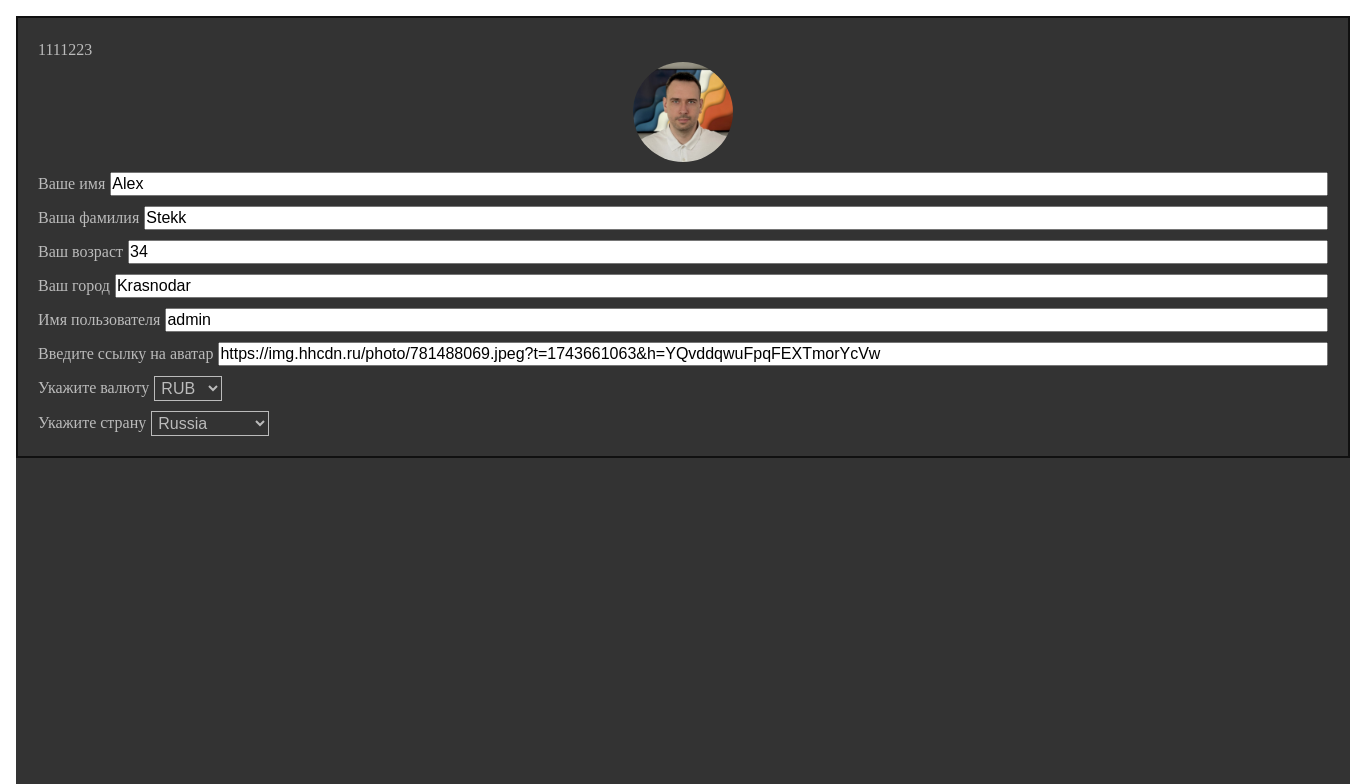 1111223
Ваше имя Alex
Ваша фамилия Stekk
Ваш возраст 34
Ваш город Krasnodar
Имя пользователя admin
Введите ссылку на аватар https://img.hhcdn.ru/photo/781488069.jpeg?t=1743661063&h=YQvddqwuFpqFEXTmorYcVw
Укажите валюту RUB
Укажите страну Russia